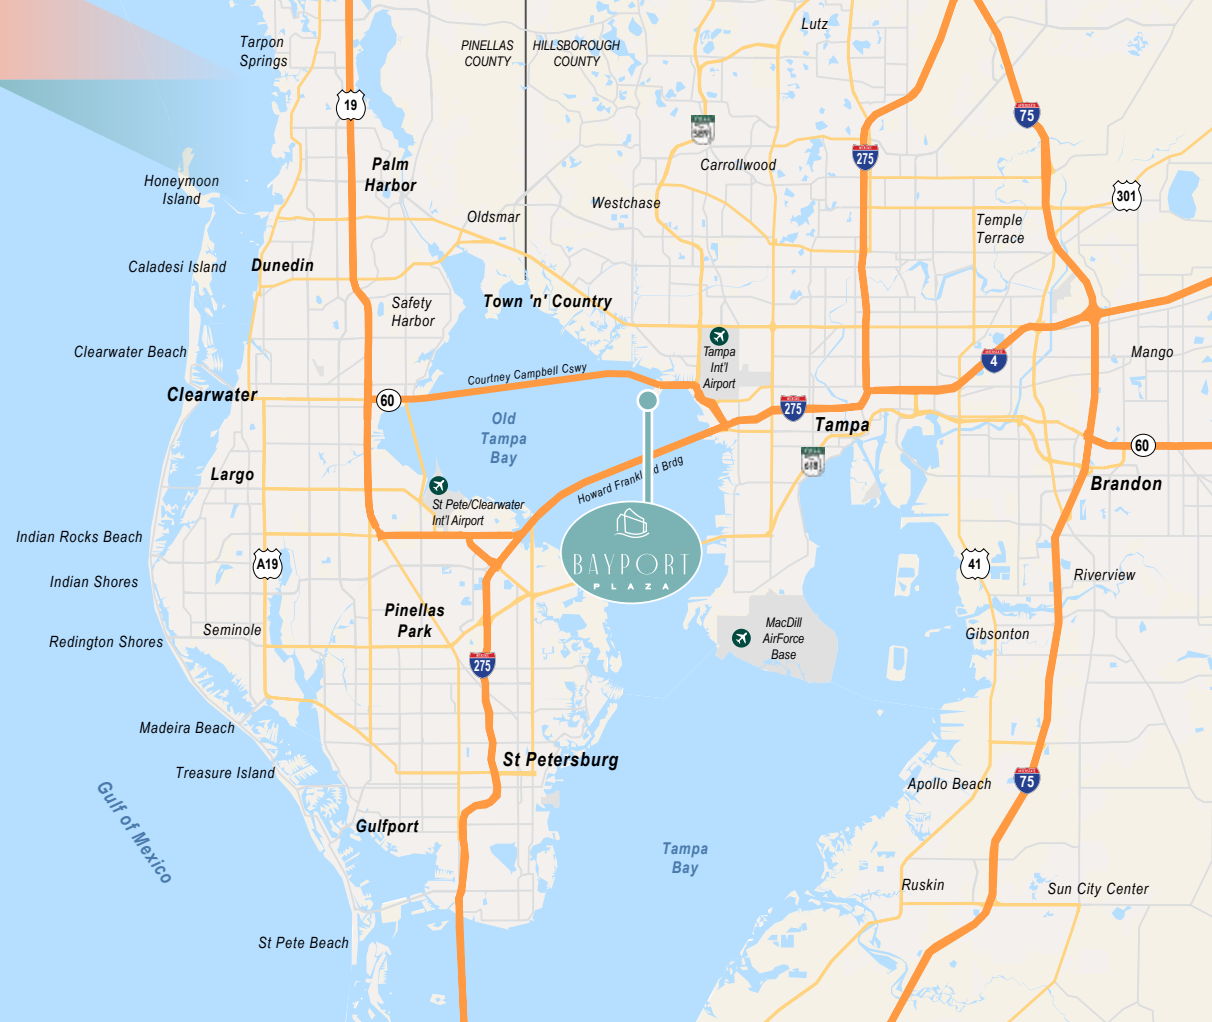 Lutz
Tarpon
Springs
PINELLAS
COUNTY
HILLSBOROUGH
COUNTY
19
75
589
275
Palm
Harbor
Carrollwood
Honeymoon
Island
301
Westchase
Oldsmar
Temple
Terrace
Caladesi Island
Dunedin
Safety
Harbor
Town 'n' Country
Clearwater Beach
Tampa
Int'l
Airport
Mango
4
Courtney Campbell Cswy
Clearwater
60
275
Tampa
Old
Tampa
Bay
60
618
Largo
Howard Frankl d Brdg
Brandon
St Pete/Clearwater
Int'l Airport
Indian Rocks Beach
A19
BAYPORT
PLAZA
41
Indian Shores
Riverview
Pinellas
Park
MacDill
AirForce
Base
Seminole
Gibsonton
Redington Shores
275
Madeira Beach
St Petersburg
Treasure Island
75
Apollo Beach
Gulf of Mexico
Gulfport
Tampa
Bay
Ruskin
Sun City Center
St Pete Beach